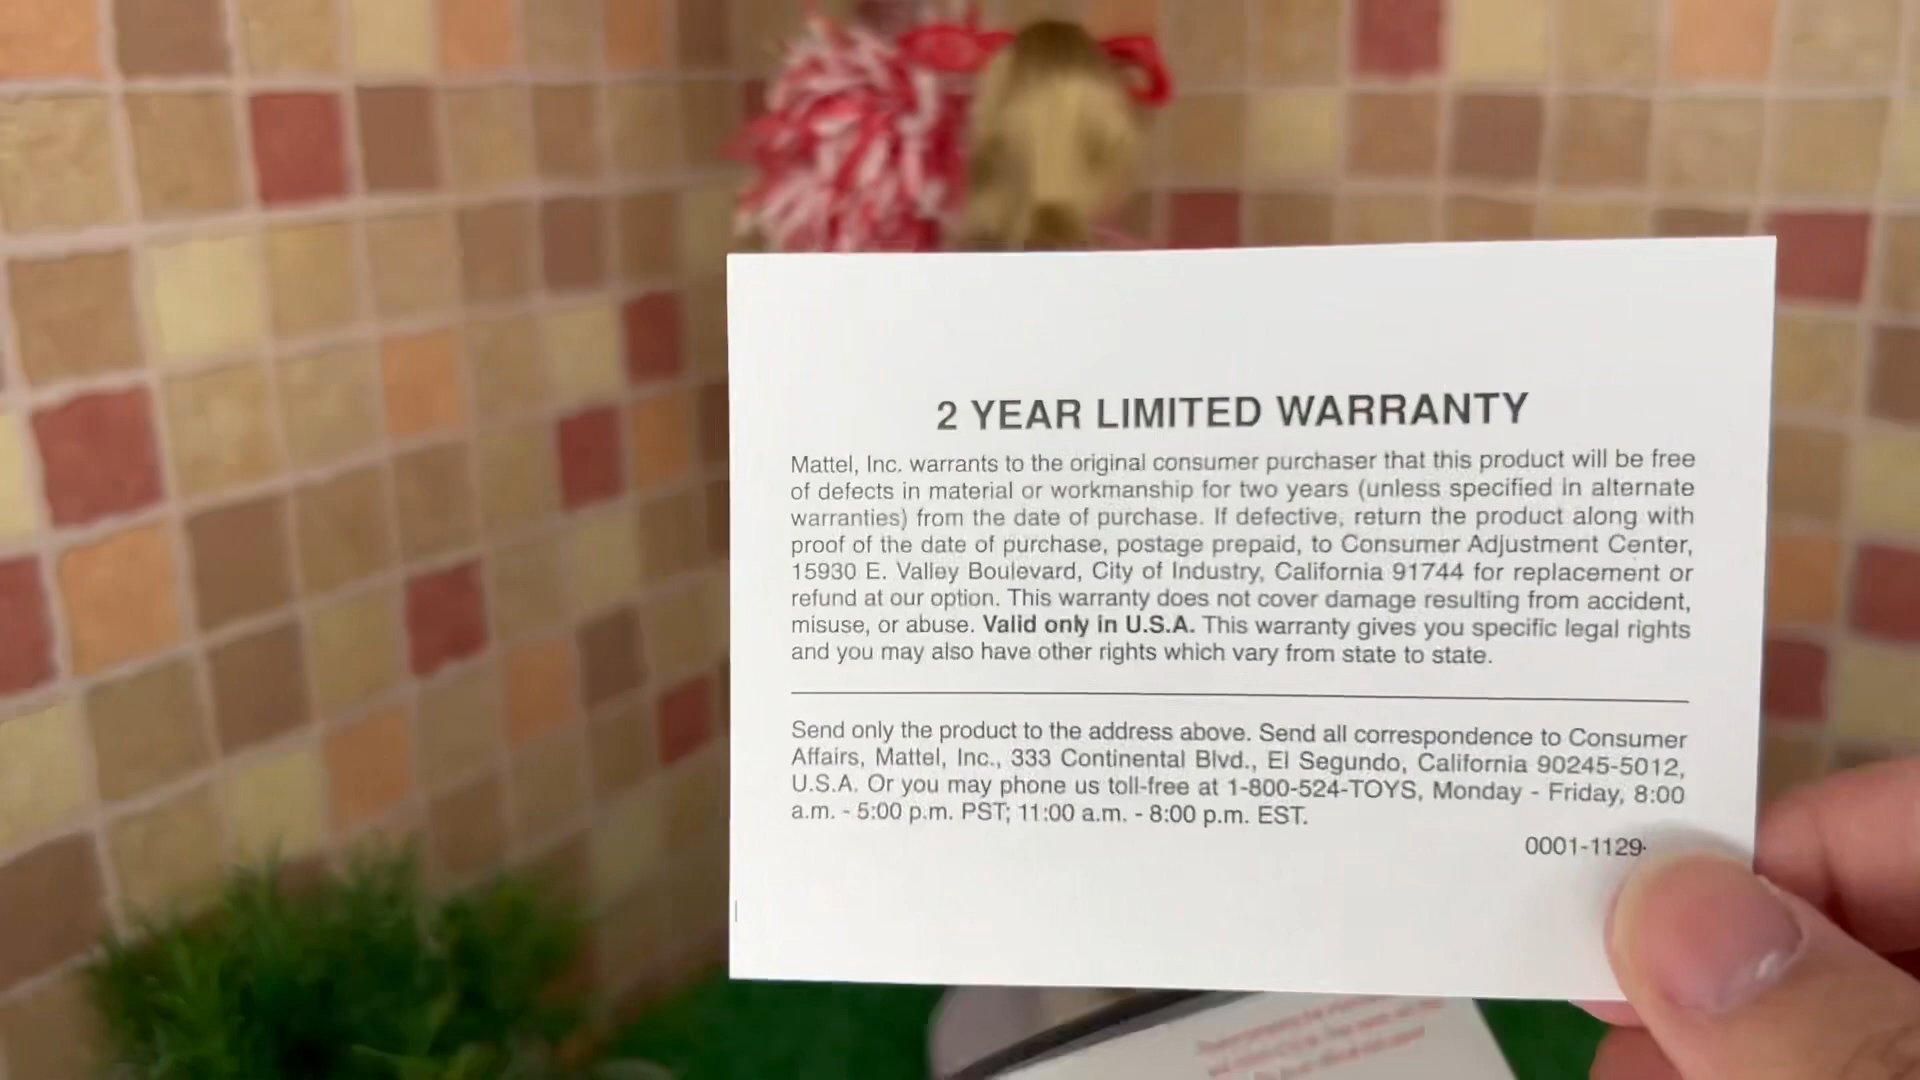 2 YEAR LIMITED WARRANTY
Mattel, Inc. warrants to the original consumer purchaser that this product will be free
of defects in material or workmanship for two years (unless specified in alternate
warranties) from the date of purchase. If defective, return the product along with
proof of the date of purchase, postage prepaid, to Consumer Adjustment Center,
15930 E. Valley Boulevard, City of Industry, California 91744 for replacement or
refund at our option. This warranty does not cover damage resulting from accident,
misuse, or abuse. Valid only in U.S.A. This warranty gives you specific legal rights
and you may also have other rights which vary from state to state.
Send only the product to the address above. Send all correspondence to Consumer
Affairs, Mattel, Inc., 333 Continental Blvd., El Segundo, California 90245-5012,
U.S.A. Or you may phone us toll-free at 1-800-524-TOYS, Monday - Friday, 8:00
a.m. - 5:00 p.m. PST; 11:00 a.m. - 8:00 p.m. EST.
0001-1129